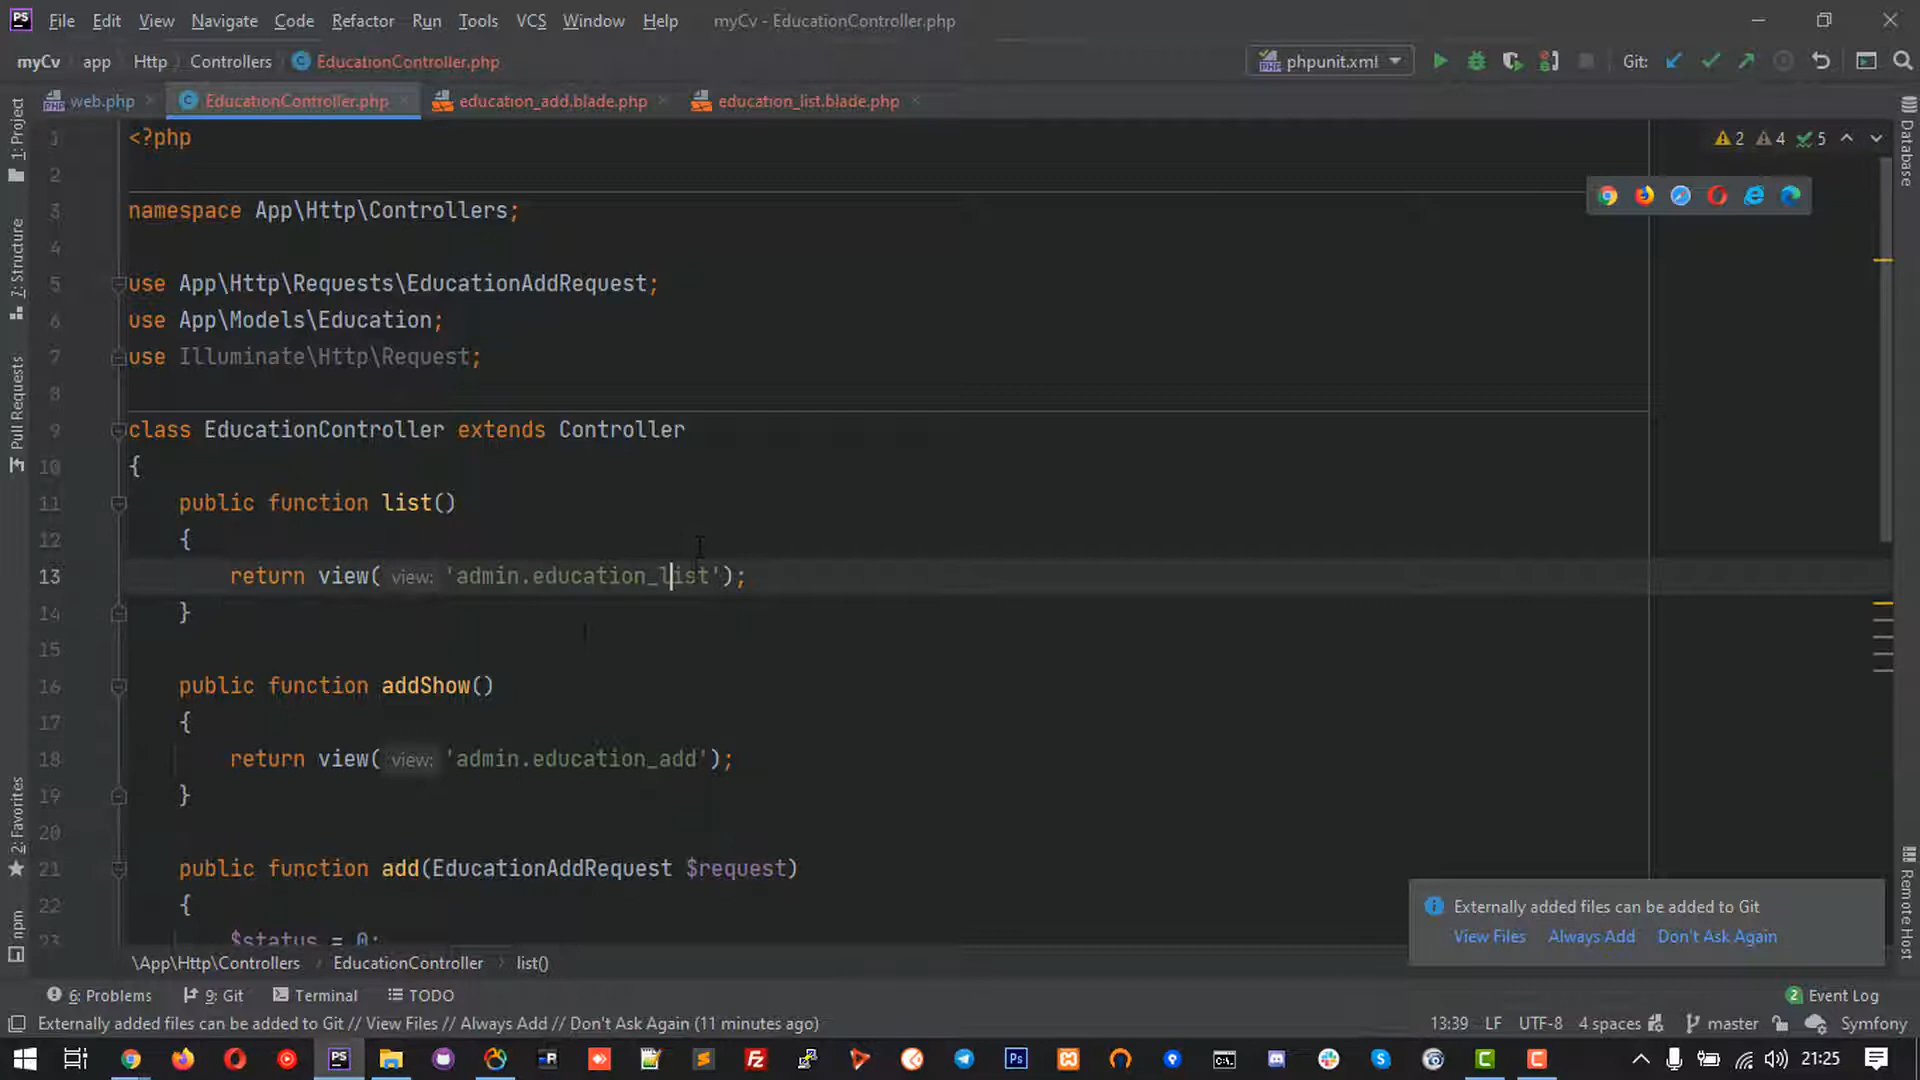 File Edit View Navigate Code Refactor Run Tools VCS Window Help myCv - EducationController.php
myCv app Http Controllers EducationController.php phpunit.xml Git:
web.php EducationController.php education_add.blade.php education_list.blade.php
1 <?php 2 4 5
2
3 namespace App\Http\Controllers;
4
5 use App\Http\Requests\EducationAddRequest;
6 use App\Models\Education;
7 use Illuminate\Http\Request;
8
9 class EducationController extends Controller
10 {
11 public function list()
12 {
13 return view( view: 'admin.education_list');
14 }
15
16 public function addShow()
17 {
18 return view( view: 'admin.education_add');
19 }
20
21 public function add(EducationAddRequest $request)
22 {
23 $status = 0;
1: Project
7: Structure
Pull Requests
2: Favorites
npm
Database
Remote Host
Externally added files can be added to Git
View Files Always Add Don't Ask Again
\App\Http\Controllers EducationController list()
6: Problems 9: Git Terminal TODO 2 Event Log
Externally added files can be added to Git // View Files // Always Add // Don't Ask Again (11 minutes ago) 13:39 LF UTF-8 4 spaces master Symfony
21:25